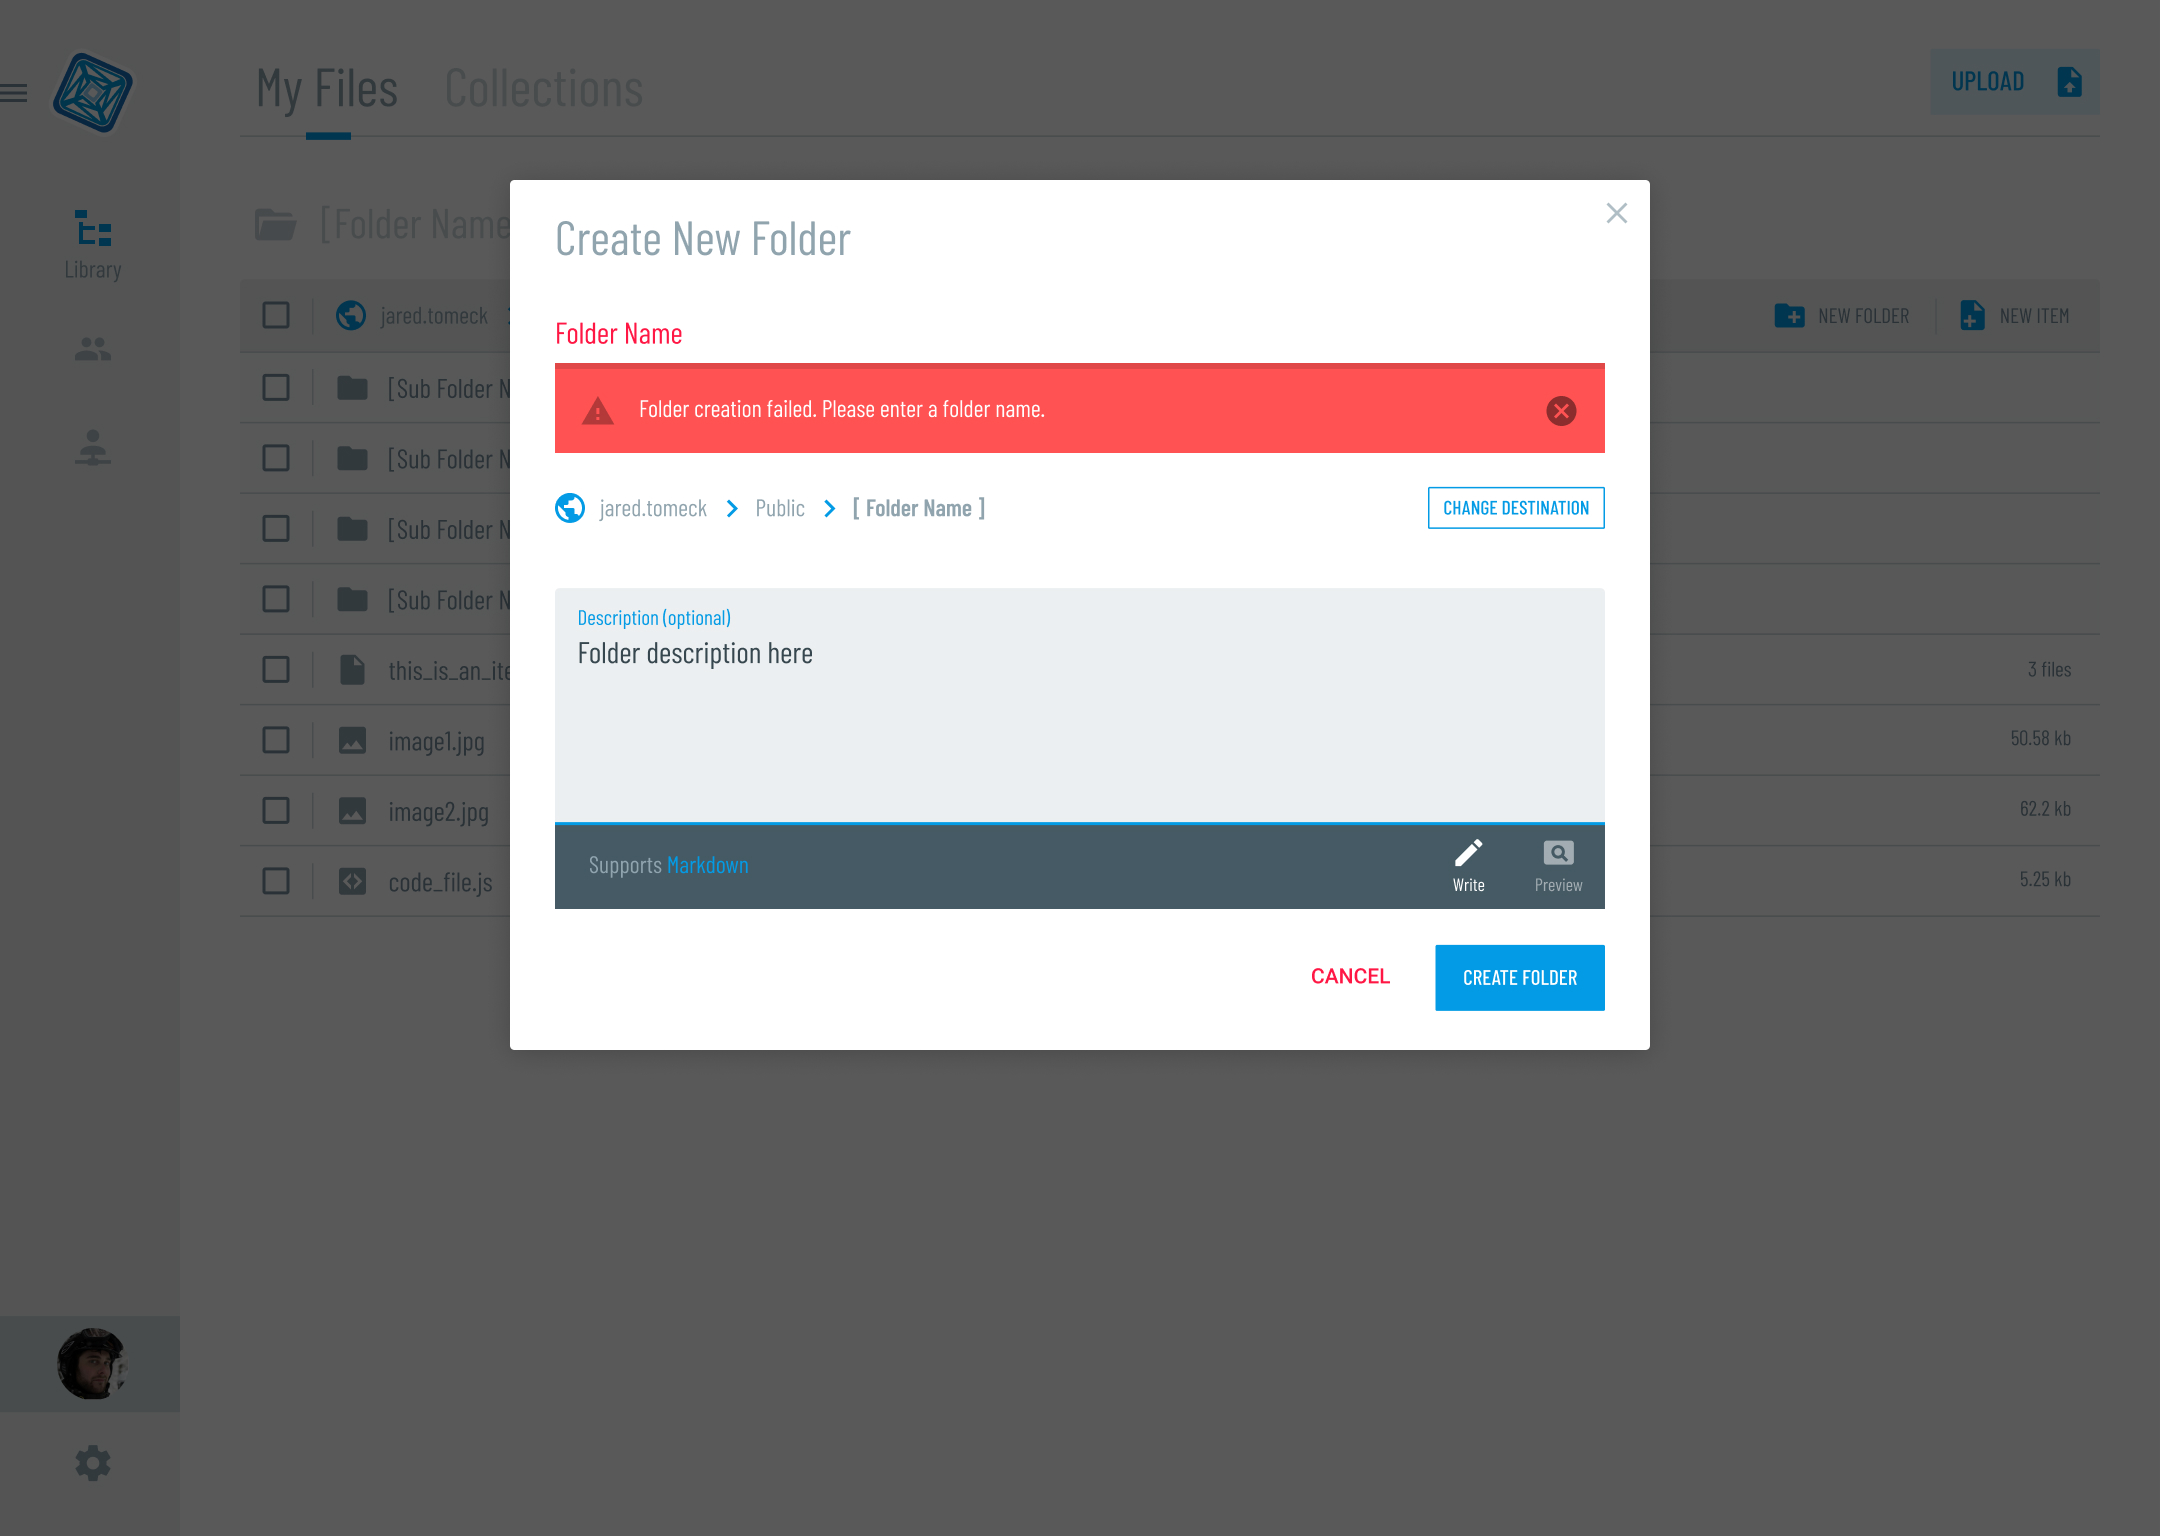 My Files
Collections
UPLOAD
[Folder Name
Library
jared.tomeck
NEW FOLDER
NEW ITEM
[Sub Folder N
[Sub Folder N
[Sub Folder N
[Sub Folder N
this_is_an_ite
3 files
image1.jpg
50.58 kb
image2.jpg
62.2 kb
code_file.js
5.25 kb
Create New Folder
Folder Name
Folder creation failed. Please enter a folder name.
jared.tomeck
Public
[ Folder Name ]
CHANGE DESTINATION
Description (optional)
Folder description here
Supports Markdown
Write
Preview
CANCEL
CREATE FOLDER